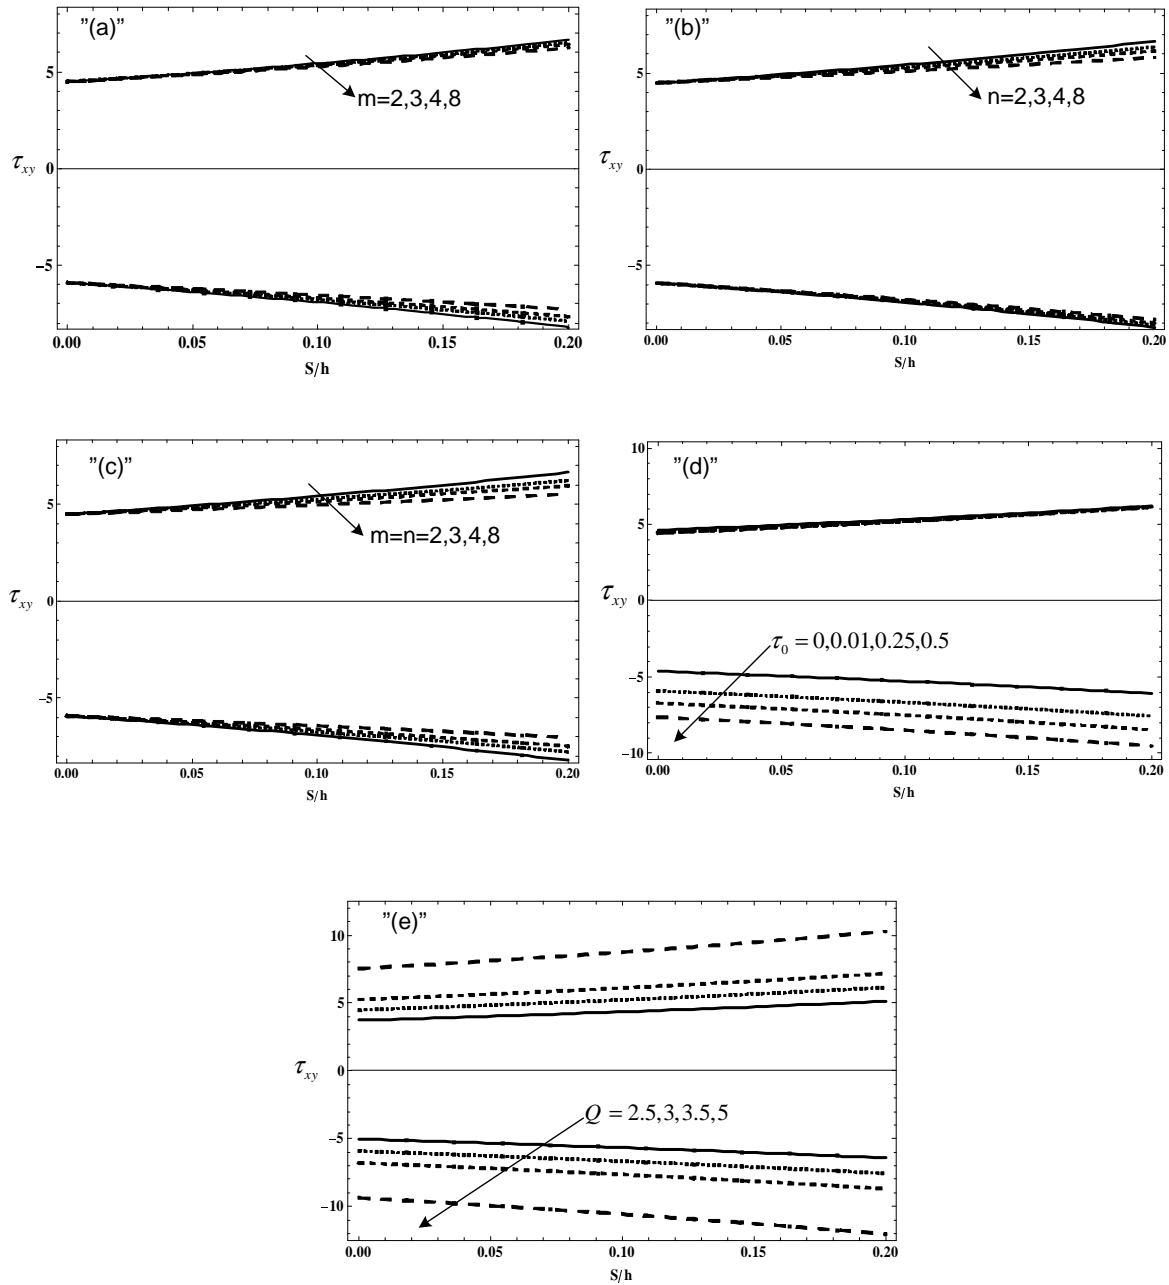 "(a)"
5
m=2,3,4,8
τxy
0
−5
0.00 0.05 0.10 0.15 0.20
S/h
"(b)"
5
n=2,3,4,8
τxy
0
−5
0.00 0.05 0.10 0.15 0.20
S/h
"(c)"
5
m=n=2,3,4,8
τxy
0
−5
0.00 0.05 0.10 0.15 0.20
S/h
"(d)"
10
5
τxy
0
τ0 = 0,0.01,0.25,0.5
−5
−10
0.00 0.05 0.10 0.15 0.20
S/h
"(e)"
10
5
τxy
0
Q = 2.5,3,3.5,5
−5
−10
0.00 0.05 0.10 0.15 0.20
S/h